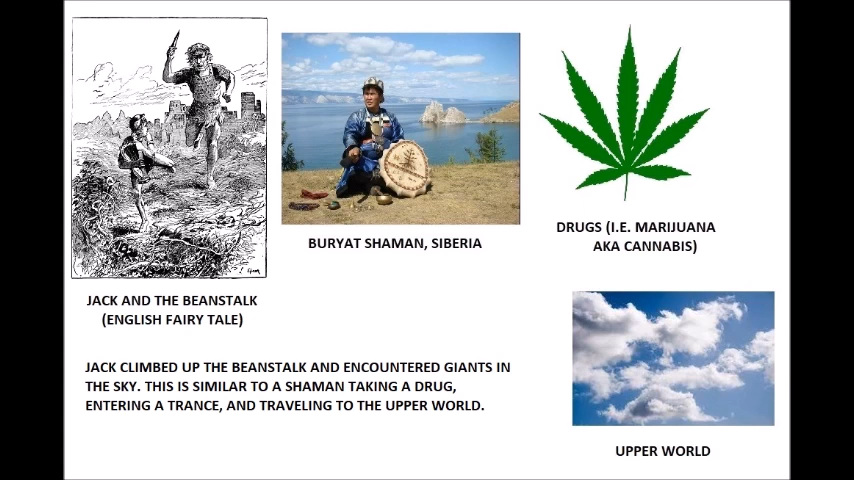 BURYAT SHAMAN, SIBERIA
DRUGS (I.E. MARIJUANA
AKA CANNABIS)
JACK AND THE BEANSTALK
(ENGLISH FAIRY TALE)
JACK CLIMBED UP THE BEANSTALK AND ENCOUNTERED GIANTS IN
THE SKY. THIS IS SIMILAR TO A SHAMAN TAKING A DRUG,
ENTERING A TRANCE, AND TRAVELING TO THE UPPER WORLD.
UPPER WORLD